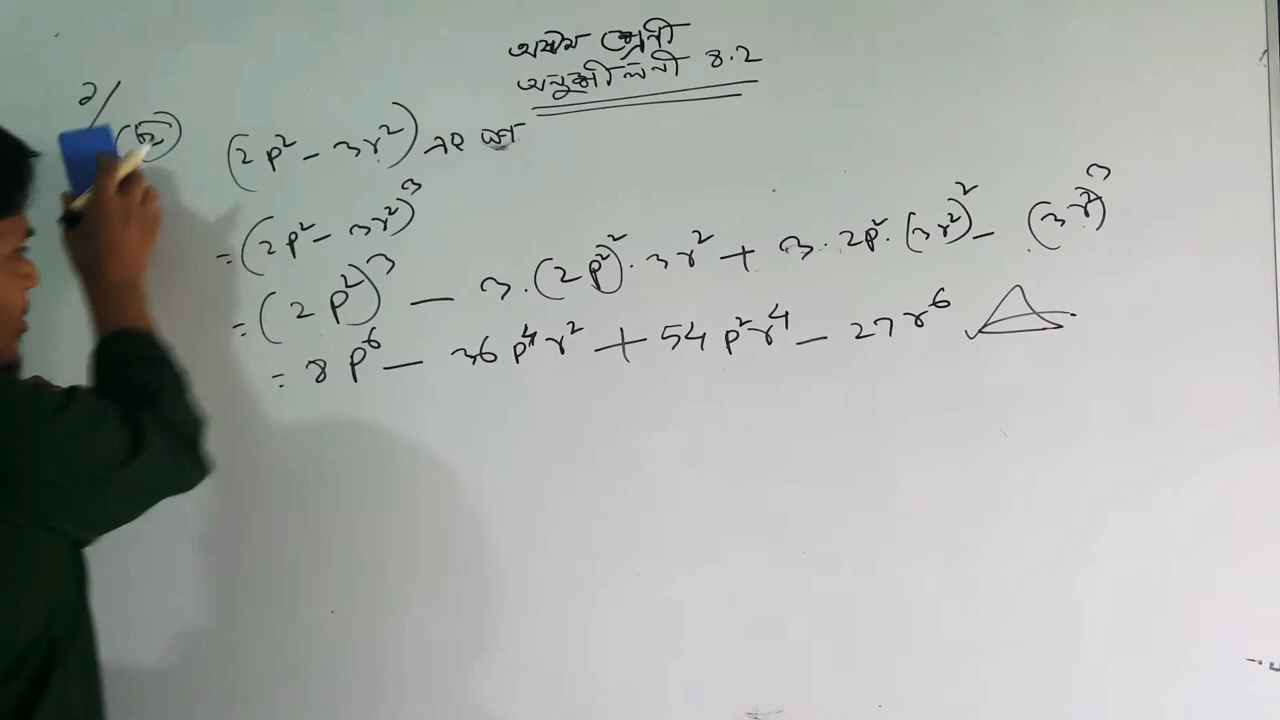 অষ্টম শ্রেণী
অনুশীলনী 8.2
১/
(চ) (2p² - 3r²) এর ঘন
= (2p² - 3r²)³
= (2p²)³ - 3.(2p²)².3r² + 3.2p².(3r²)² - (3r²)³
= 8p⁶ - 36p⁴r² + 54p²r⁴ - 27r⁶